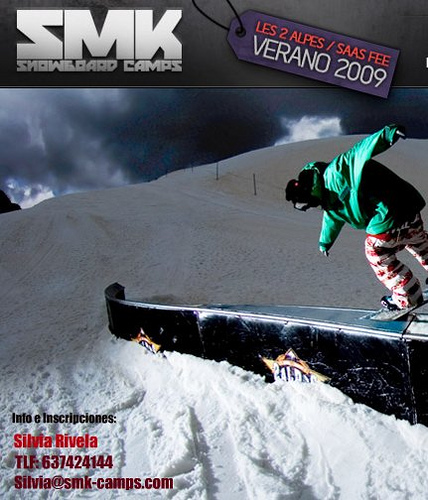 SMK
SNOWBOARD CAMPS
LES 2 ALPES / SAAS FEE
VERANO 2009
Info e Inscripciones:
Silvia Rivela
TLF: 637424144
Silvia@smk-camps.com